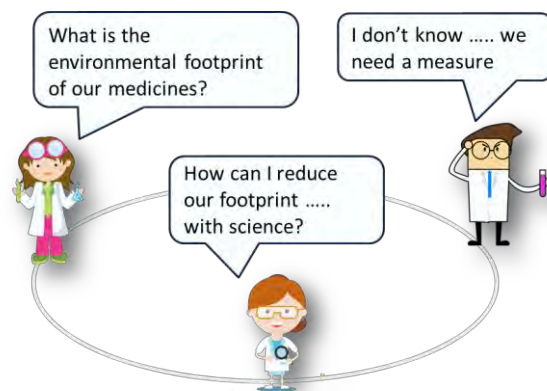 What is the
environmental footprint
of our medicines?
I don’t know ..... we
need a measure
How can I reduce
our footprint .....
with science?